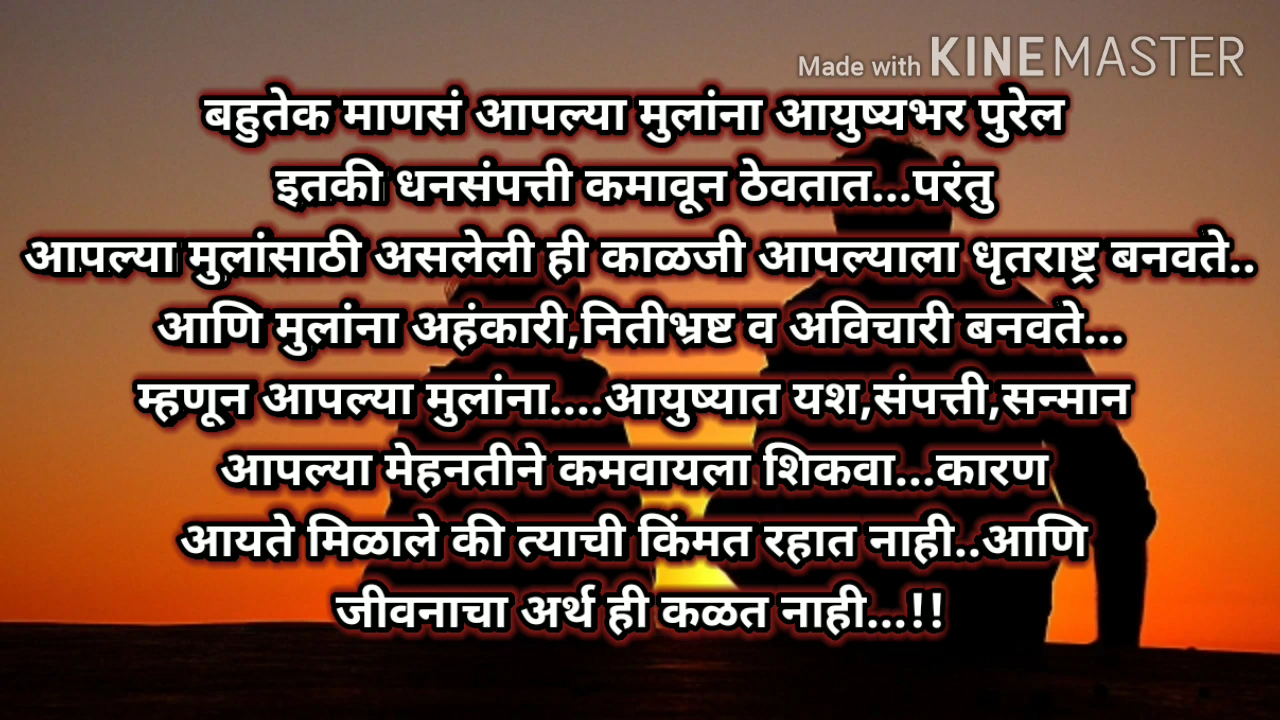 Made with KINEMASTER
बहुतेक माणसं आपल्या मुलांना आयुष्यभर पुरेल
इतकी धनसंपत्ती कमावून ठेवतात...परंतु
आपल्या मुलांसाठी असलेली ही काळजी आपल्याला धृतराष्ट्र बनवते..
आणि मुलांना अहंकारी,नितीभ्रष्ट व अविचारी बनवते...
म्हणून आपल्या मुलांना....आयुष्यात यश,संपत्ती,सन्मान
आपल्या मेहनतीने कमवायला शिकवा...कारण
आयते मिळाले की त्याची किंमत रहात नाही..आणि
जीवनाचा अर्थ ही कळत नाही...!!